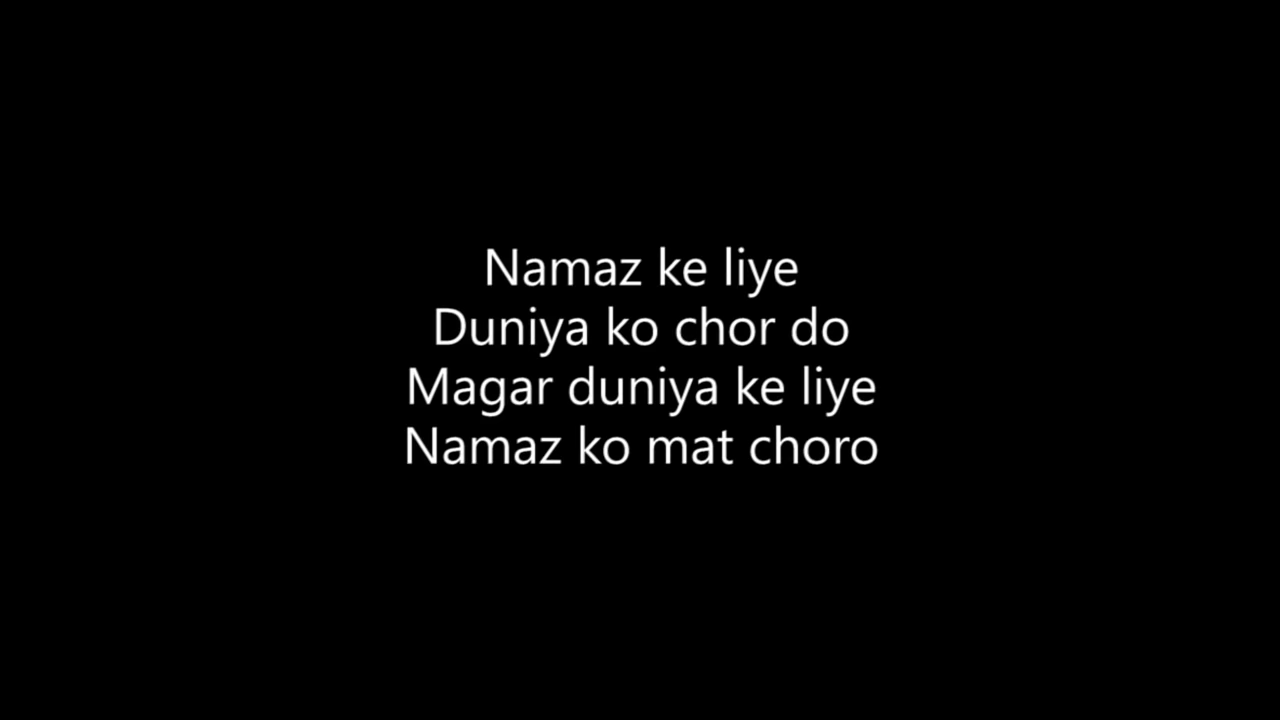 Namaz ke liye
Duniya ko chor do
Magar duniya ke liye
Namaz ko mat choro